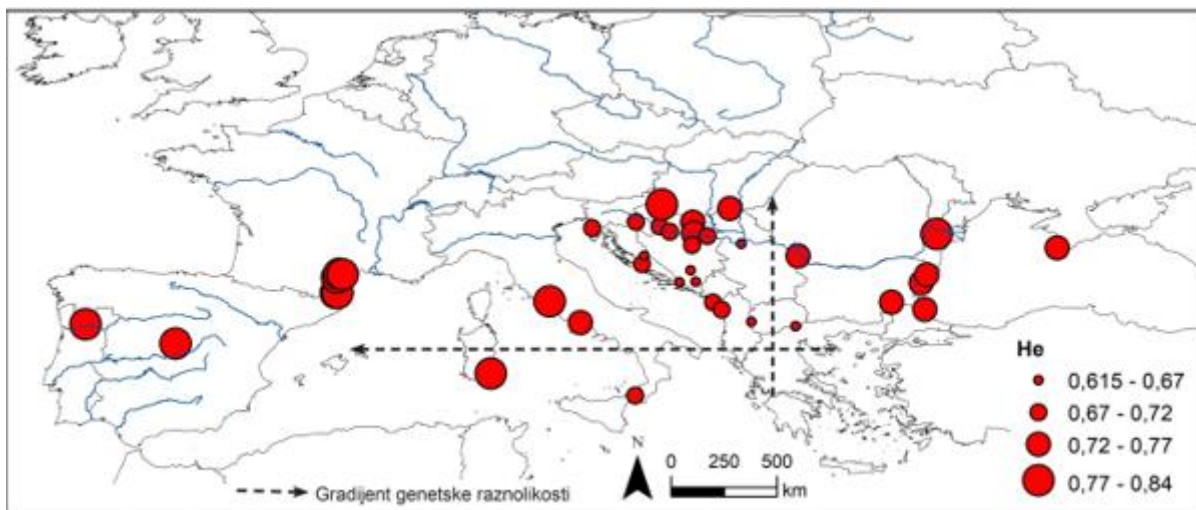 He
0,615 - 0,67
0,67 - 0,72
0,72 - 0,77
0,77 - 0,84
N
0 250 500
km
Gradijent genetske raznolikosti